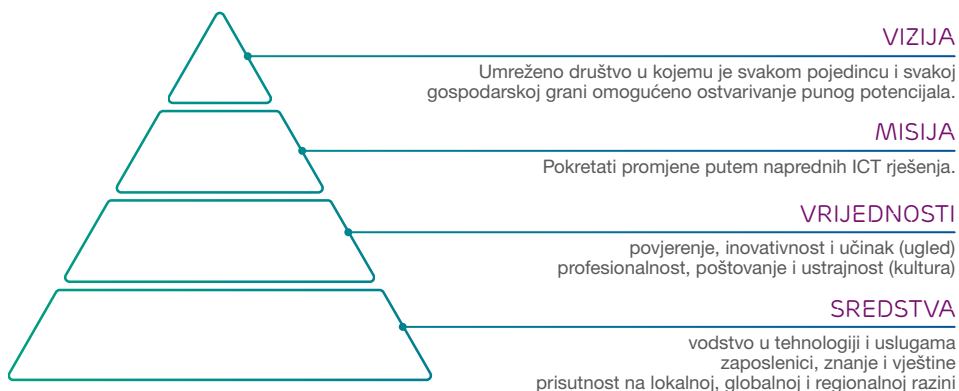 VIZIJA
Umreženo društvo u kojemu je svakom pojedincu i svakoj
gospodarskoj grani omogućeno ostvarivanje punog potencijala.
MISIJA
Pokretati promjene putem naprednih ICT rješenja.
VRIJEDNOSTI
povjerenje, inovativnost i učinak (ugled)
profesionalnost, poštovanje i ustrajnost (kultura)
SREDSTVA
vodstvo u tehnologiji i uslugama
zaposlenici, znanje i vještine
prisutnost na lokalnoj, globalnoj i regionalnoj razini